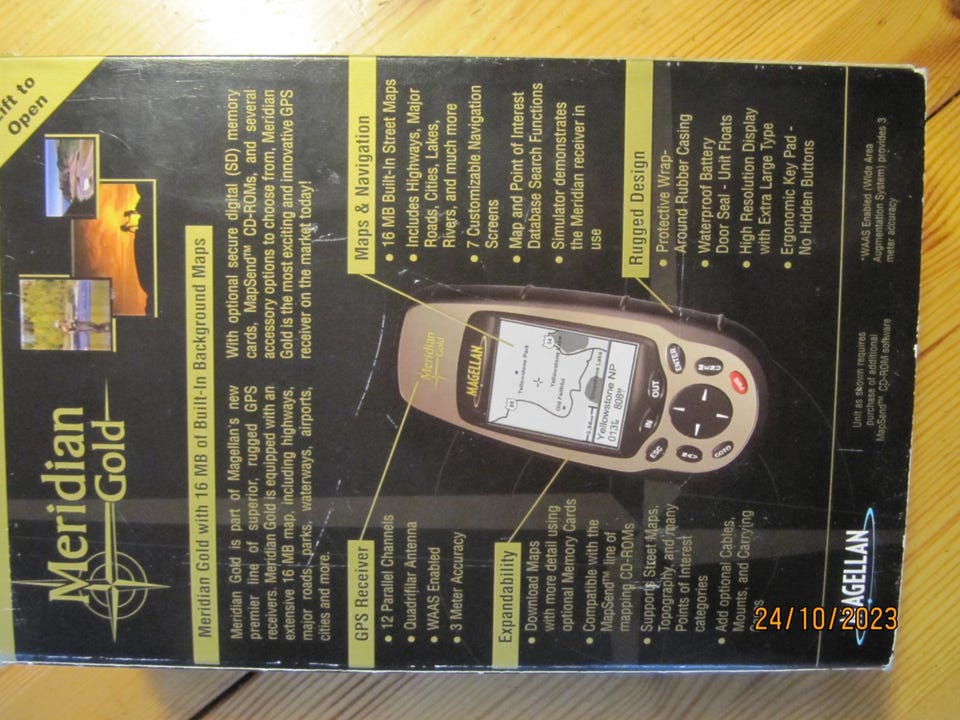 Lift to
Open
Meridian
Gold
Meridian Gold with 16 MB of Built-In Background Maps
Meridian Gold is part of Magellan's new
premier line of superior, rugged GPS
receivers. Meridian Gold is equipped with an
extensive 16 MB map, including highways,
major roads, parks, waterways, airports,
cities and more.
With optional secure digital (SD) memory
cards, MapSend™ CD-ROMs, and several
accessory options to choose from, Meridian
Gold is the most exciting and innovative GPS
receiver on the market today!
GPS Receiver
• 12 Parallel Channels
• Quadrifilar Antenna
• WAAS Enabled
• 3 Meter Accuracy
Maps & Navigation
• 16 MB Built-In Street Maps
• Includes Highways, Major
Roads, Cities, Lakes,
Rivers, and much more
• 7 Customizable Navigation
Screens
• Map and Point of Interest
Database Search Functions
• Simulator demonstrates
the Meridian receiver in
use
Expandability
• Download Maps
with more detail using
optional Memory Cards
• Compatible with the
MapSend™ line of
mapping CD-ROMs
• Supports Street Maps,
Topography, and many
Points of Interest
categories
• Add optional Cables,
Mounts, and Carrying
Cases
Rugged Design
• Protective Wrap-
Around Rubber Casing
• Waterproof Battery
Door Seal - Unit Floats
• High Resolution Display
with Extra Large Type
• Ergonomic Key Pad -
No Hidden Buttons
Meridian
Gold
MAGELLAN
Yellowstone Park
Yellowstone Lake
Old Faithful
Yellowstone NP
013
808
IN
OUT
ESC
ENTER
MENU
GOTO
MAGELLAN
Unit as shown requires
purchase of additional
MapSend™ CD-ROM software
*WAAS Enabled (Wide Area
Augmentation System) provides 3
meter accuracy
24/10/2023